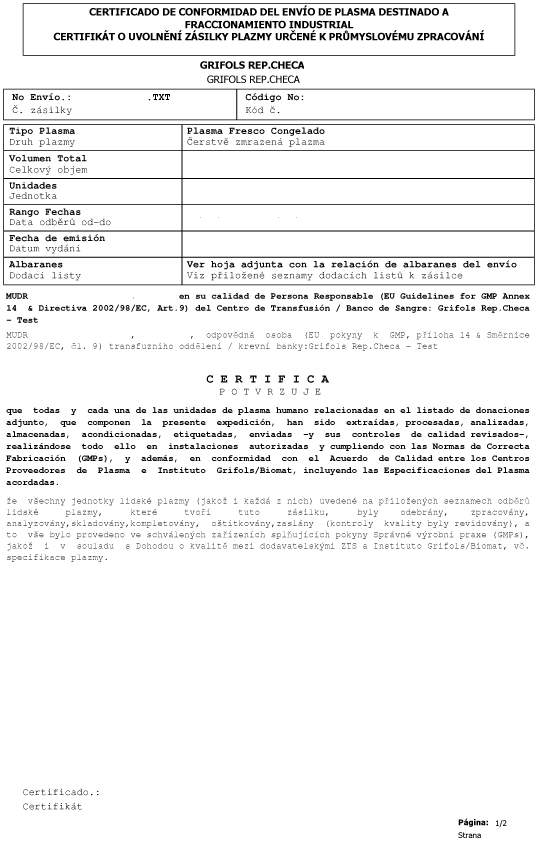 CERTIFICADO DE CONFORMIDAD DEL ENVÍO DE PLASMA DESTINADO A
FRACCIONAMIENTO INDUSTRIAL
CERTIFIKÁT O UVOLNĚNÍ ZÁSILKY PLAZMY URČENÉ K PRŮMYSLOVÉMU ZPRACOVÁNÍ
GRIFOLS REP.CHECA
GRIFOLS REP.CHECA
No Envío.: .TXT Código No:
Č. zásilky Kód č.
Tipo Plasma Plasma Fresco Congelado
Druh plazmy Čerstvě zmrazená plazma
Volumen Total
Celkový objem
Unidades
Jednotka
Rango Fechas
Data odběrů od-do
Fecha de emisión
Datum vydání
Albaranes Ver hoja adjunta con la relación de albaranes del envío
Dodací listy Viz přiložené seznamy dodacích listů k zásilce
MUDR . en su calidad de Persona Responsable (EU Guidelines for GMP Annex
14 & Directiva 2002/98/EC, Art.9) del Centro de Transfusión / Banco de Sangre: Grifols Rep.Checa
– Test
MUDR , , odpovědná osoba (EU pokyny k GMP, příloha 14 & Směrnice
2002/98/EC, čl. 9) transfuzního oddělení / krevní banky:Grifols Rep.Checa - Test
C E R T I F I C A
P O T V R Z U J E
que todas y cada una de las unidades de plasma humano relacionadas en el listado de donaciones
adjunto, que componen la presente expedición, han sido extraídas, procesadas, analizadas,
almacenadas, acondicionadas, etiquetadas, enviadas –y sus controles de calidad revisados–,
realizándose todo ello en instalaciones autorizadas y cumpliendo con las Normas de Correcta
Fabricación (GMPs), y además, en conformidad con el Acuerdo de Calidad entre los Centros
Proveedores de Plasma e Instituto Grifols/Biomat, incluyendo las Especificaciones del Plasma
acordadas.
že všechny jednotky lidské plazmy (jakož i každá z nich) uvedené na přiložených seznamech odběrů
lidské plazmy, které tvoří tuto zásilku, byly odebrány, zpracovány,
analyzovány,skladovány,kompletovány, oštítkovány,zaslány (kontroly kvality byly revidovány), a
to vše bylo provedeno ve schválených zařízeních splňujících pokyny Správné výrobní praxe (GMPs),
jakož i v souladu s Dohodou o kvalitě mezi dodavatelskými ZTS a Instituto Grifols/Biomat, vč.
specifikace plazmy.
Certificado.:
Certifikát
Página: 1/2
Strana